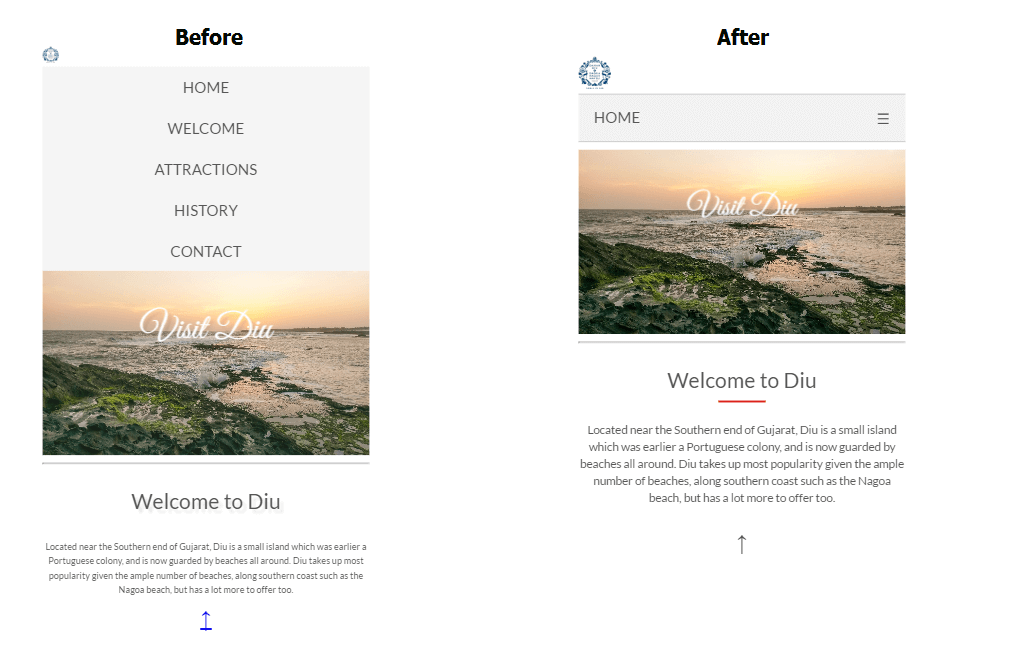 Before
HOME
WELCOME
ATTRACTIONS
HISTORY
CONTACT
Visit Diu
Welcome to Diu
Located near the Southern end of Gujarat, Diu is a small island which was earlier a
Portuguese colony, and is now guarded by beaches all around. Diu takes up most
popularity given the ample number of beaches, along southern coast such as the
Nagoa beach, but has a lot more to offer too.
↑
After
HOME ☰
Visit Diu
Welcome to Diu
Located near the Southern end of Gujarat, Diu is a small island
which was earlier a Portuguese colony, and is now guarded by
beaches all around. Diu takes up most popularity given the ample
number of beaches, along southern coast such as the Nagoa
beach, but has a lot more to offer too.
↑